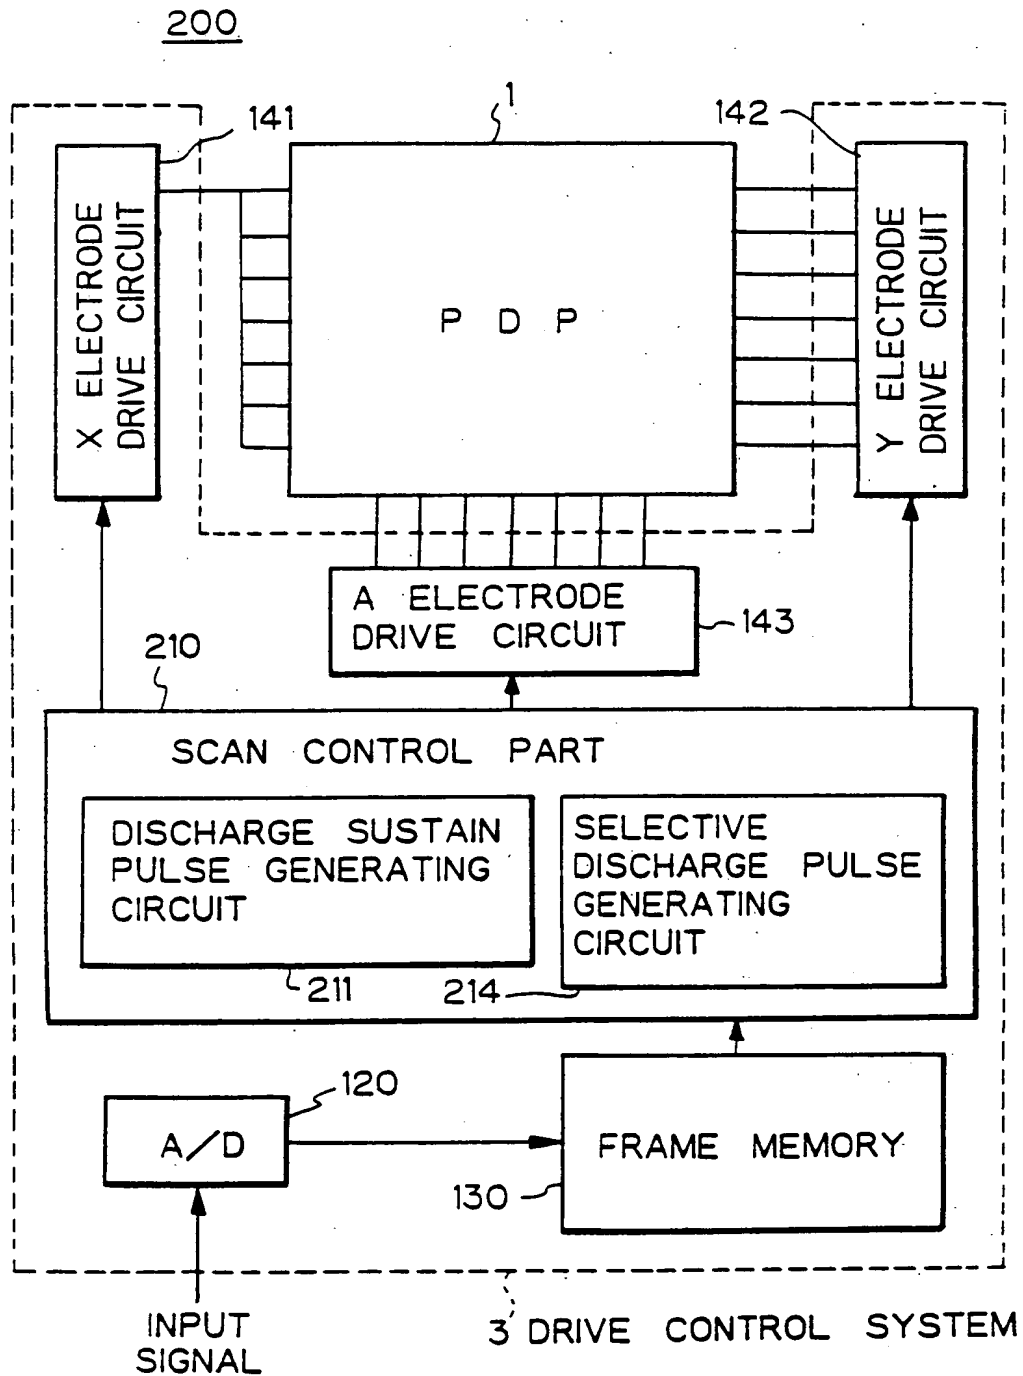 200
141
1
142
X ELECTRODE
DRIVE CIRCUIT
P D P
Y ELECTRODE
DRIVE CIRCUIT
A ELECTRODE
DRIVE CIRCUIT
143
210
SCAN CONTROL PART
DISCHARGE SUSTAIN
PULSE GENERATING
CIRCUIT
211
SELECTIVE
DISCHARGE PULSE
GENERATING
CIRCUIT
214
120
A/D
FRAME MEMORY
130
INPUT
SIGNAL
3 DRIVE CONTROL SYSTEM